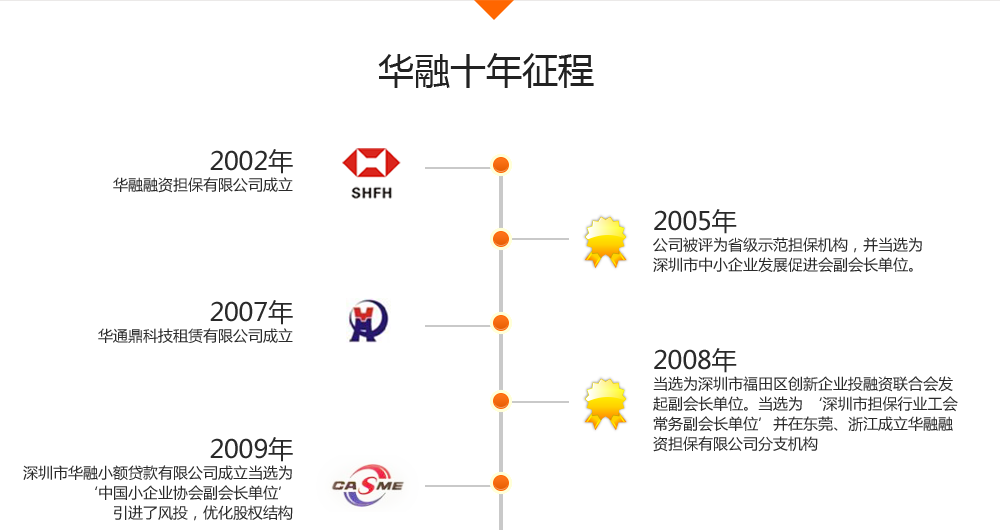 华融十年征程
2002年
华融融资担保有限公司成立
SHFH
2005年
公司被评为省级示范担保机构，并当选为
深圳市中小企业发展促进会副会长单位。
2007年
华通鼎科技租赁有限公司成立
2008年
当选为深圳市福田区创新企业投融资联合会发
起副会长单位。当选为 ‘深圳市担保行业工会
常务副会长单位’并在东莞、浙江成立华融融
资担保有限公司分支机构
2009年
深圳市华融小额贷款有限公司成立当选为
‘中国小企业协会副会长单位’
引进了风投，优化股权结构
CASME